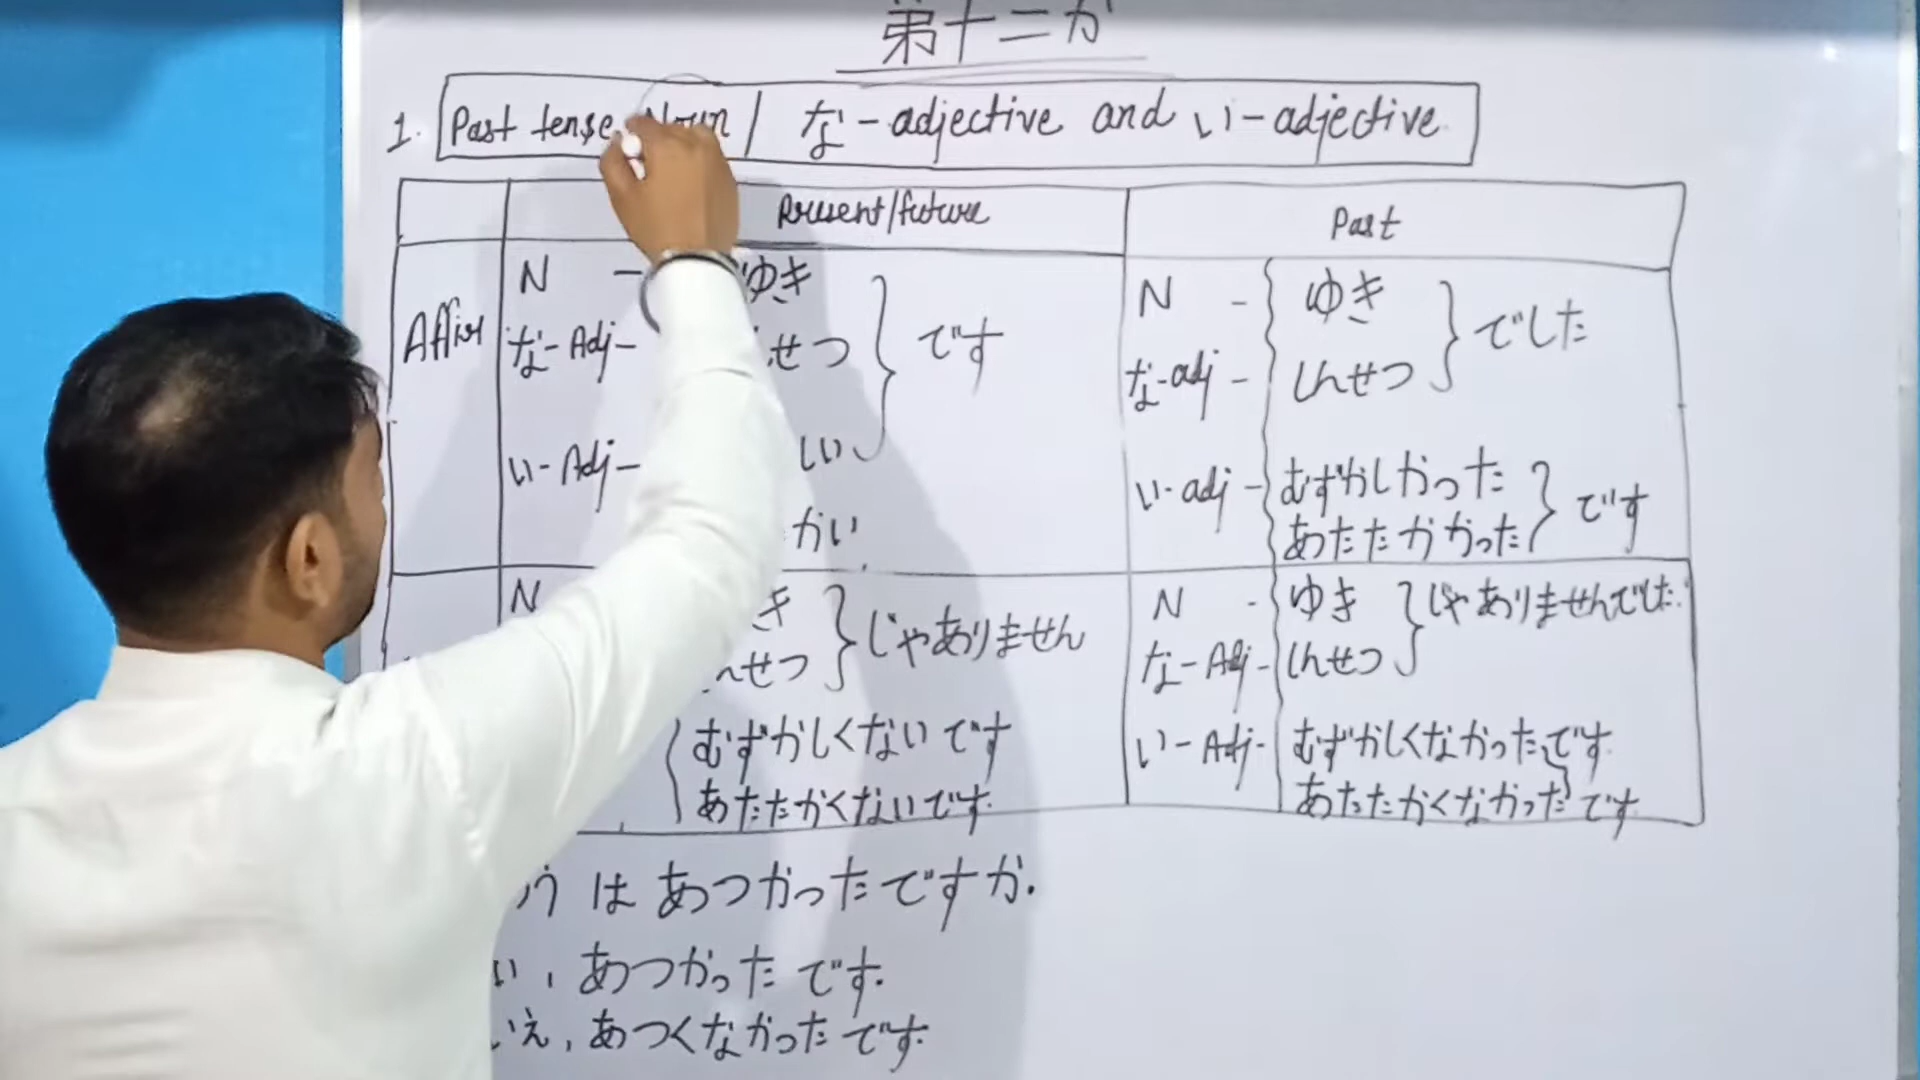 第十二か
1. Past tense Noun / な-adjective and い-adjective
Present/future Past
Affir N - ゆき
な-Adj- せつ です
い-Adj- しい
かい
N - ゆき
な-adj - しんせつ でした
い-adj - むずかしかった
あたたかかった です
N き
んせつ じゃありません
むずかしくないです
あたたかくないです
N - ゆき じゃありませんでした.
な-Adj- しんせつ
い-Adj- むずかしくなかったです
あたたかくなかったです
う は あつかったですか.
い, あつかった です.
いえ, あつくなかったです.